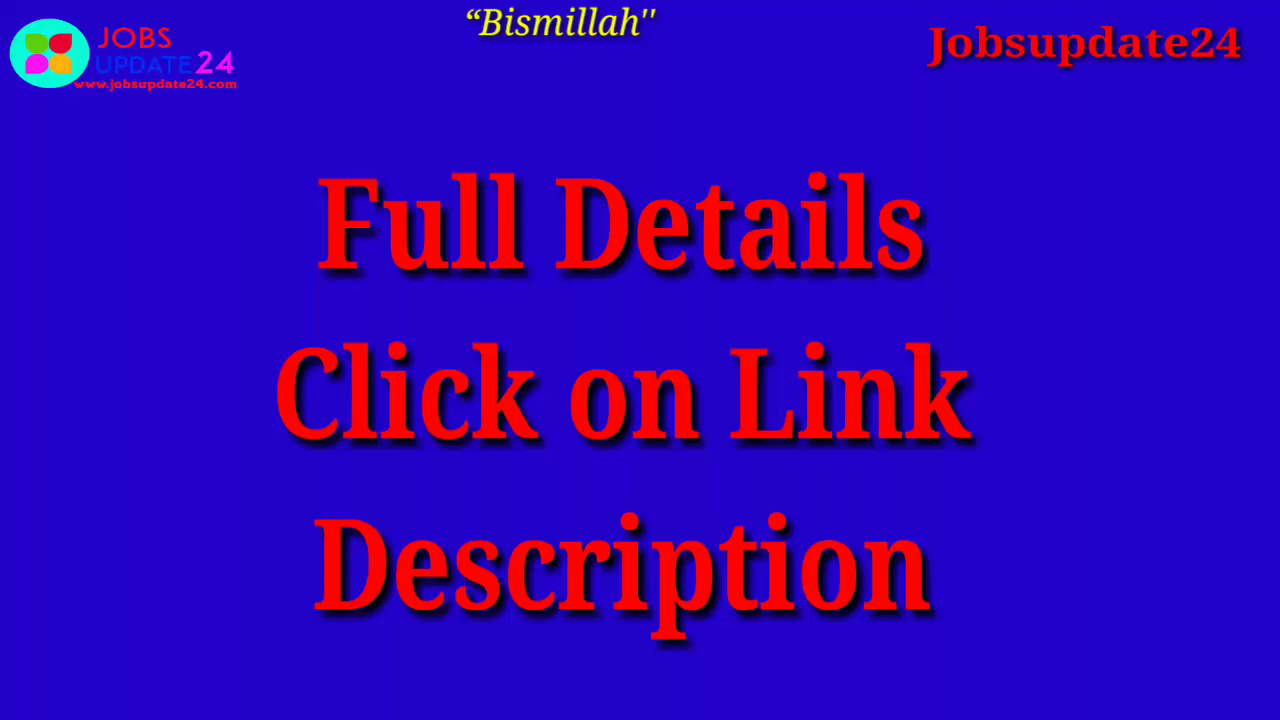 “Bismillah''
JOBS
UPDATE24
www.jobsupdate24.com
Jobsupdate24
Full Details
Click on Link
Description